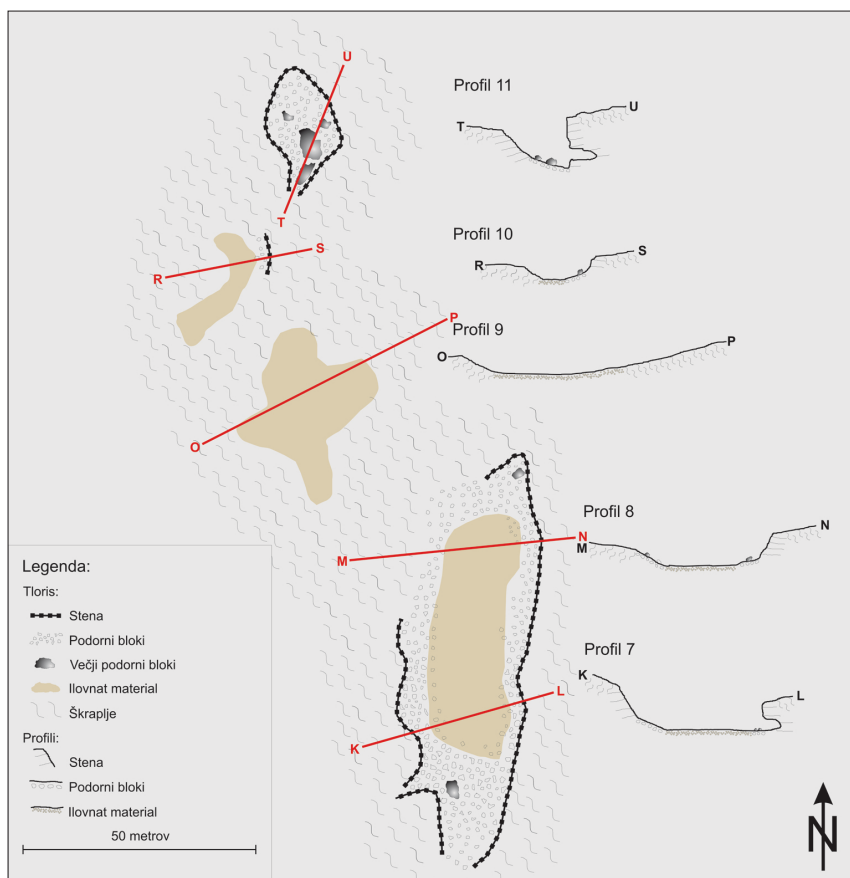 U
Profil 11
T
U
T
Profil 10
R
S
S
R
P
Profil 9
O
P
O
Profil 8
M
N
N
M
Profil 7
K
L
L
K
Legenda:
Tloris:
Stena
Podorni bloki
Večji podorni bloki
Ilovnat material
Škraplje
Profili:
Stena
Podorni bloki
Ilovnat material
50 metrov
N